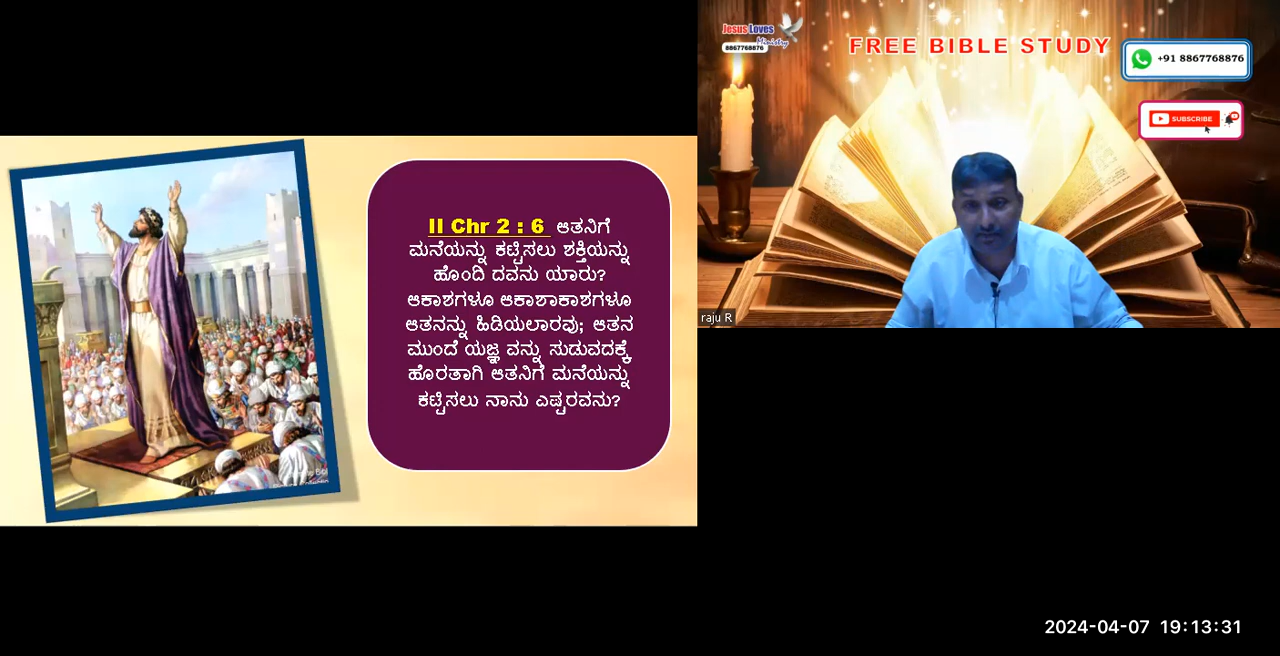 II Chr 2 : 6 ಆತನಿಗೆ
ಮನೆಯನ್ನು ಕಟ್ಟಿಸಲು ಶಕ್ತಿಯನ್ನು
ಹೊಂದಿ ದವನು ಯಾರು?
ಆಕಾಶಗಳೂ ಆಕಾಶಾಕಾಶಗಳೂ
ಆತನನ್ನು ಹಿಡಿಯಲಾರವು; ಆತನ
ಮುಂದೆ ಯಜ್ಞ ವನ್ನು ಸುಡುವದಕ್ಕೆ
ಹೊರತಾಗಿ ಆತನಿಗೆ ಮನೆಯನ್ನು
ಕಟ್ಟಿಸಲು ನಾನು ಎಷ್ಟರವನು?
Jesus Loves
Ministry
8867768876
FREE BIBLE STUDY
+91 8867768876
SUBSCRIBE
raju R
2024-04-07 19:13:31